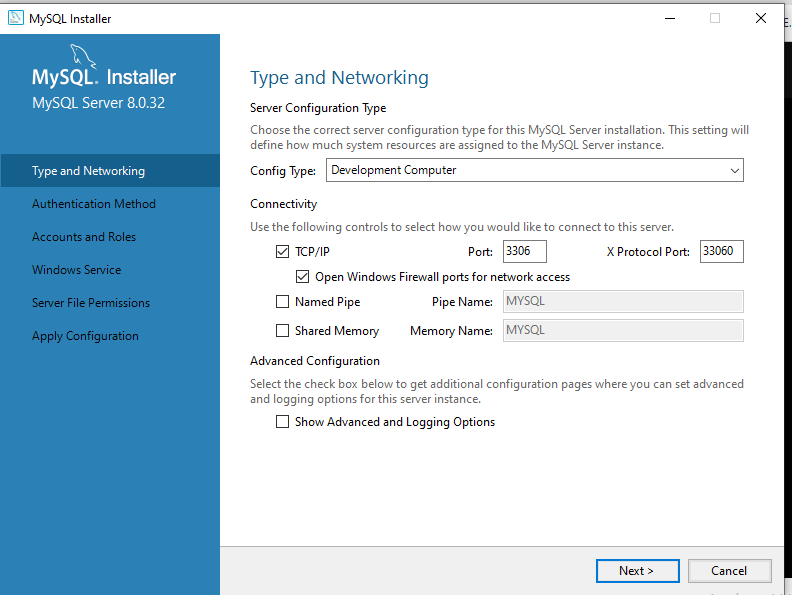 MySQL Installer
MySQL. Installer
MySQL Server 8.0.32
Type and Networking
Authentication Method
Accounts and Roles
Windows Service
Server File Permissions
Apply Configuration
Type and Networking
Server Configuration Type
Choose the correct server configuration type for this MySQL Server installation. This setting will
define how much system resources are assigned to the MySQL Server instance.
Config Type: Development Computer
Connectivity
Use the following controls to select how you would like to connect to this server.
TCP/IP Port: 3306 X Protocol Port: 33060
Open Windows Firewall ports for network access
Named Pipe Pipe Name: MYSQL
Shared Memory Memory Name: MYSQL
Advanced Configuration
Select the check box below to get additional configuration pages where you can set advanced
and logging options for this server instance.
Show Advanced and Logging Options
Next > Cancel